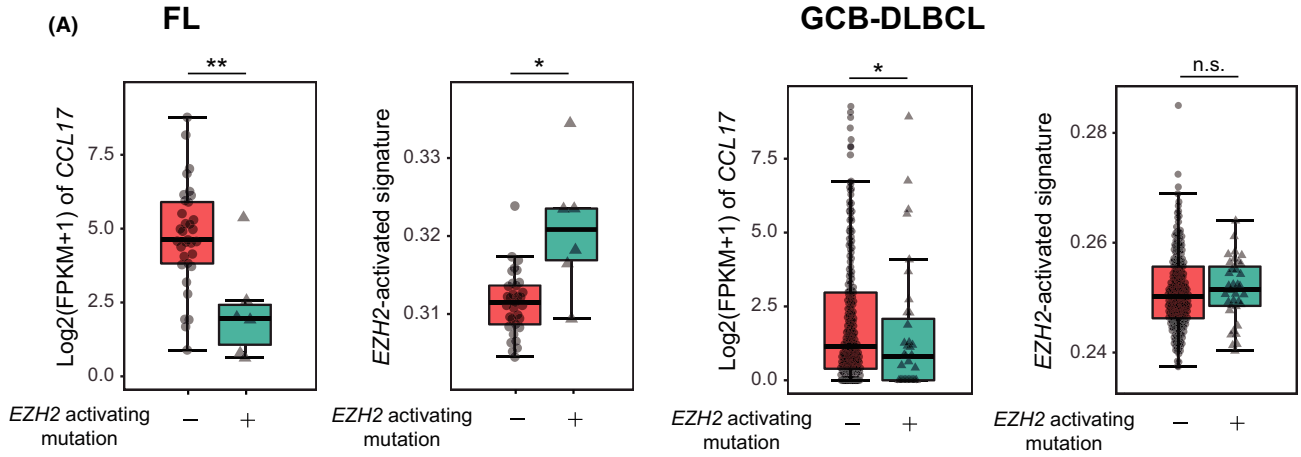 (A)
FL
GCB-DLBCL
**
Log2(FPKM+1) of CCL17
7.5
5.0
2.5
0.0
EZH2 activating
mutation
−
+
*
EZH2-activated signature
0.33
0.32
0.31
EZH2 activating
mutation
−
+
*
Log2(FPKM+1) of CCL17
7.5
5.0
2.5
0.0
EZH2 activating
mutation
−
+
n.s.
EZH2-activated signature
0.28
0.26
0.24
EZH2 activating
mutation
−
+